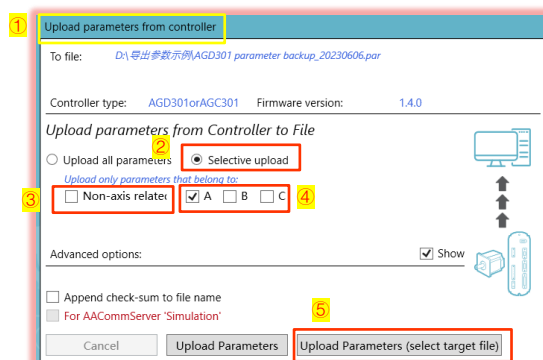 ① Upload parameters from controller
To file: D:\导出参数示例\AGD301 parameter backup_20230606.par
Controller type: AGD301orAGC301 Firmware version: 1.4.0
Upload parameters from Controller to File
②
Upload all parameters Selective upload
Upload only parameters that belong to:
③ Non-axis related A B C ④
Advanced options: Show
Append check-sum to file name
For AACommServer 'Simulation'
⑤
Cancel Upload Parameters Upload Parameters (select target file)